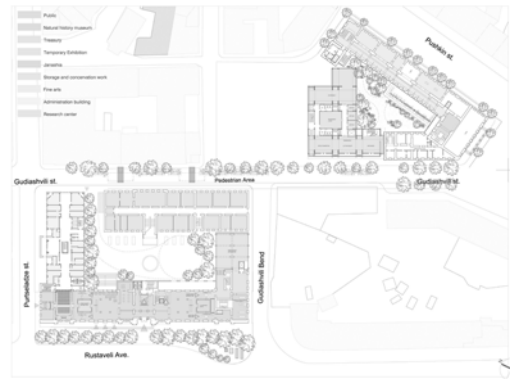 Public
Natural history museum
Treasury
Temporary Exhibition
Janashia
Storage and concervation work
Fine arts
Administration building
Research center
Pushkin st.
Gudiashvili st.
Pedestrian Area
Gudiashvili st.
Purtseladze st.
Gudiashvili Bend
Rustaveli Ave.